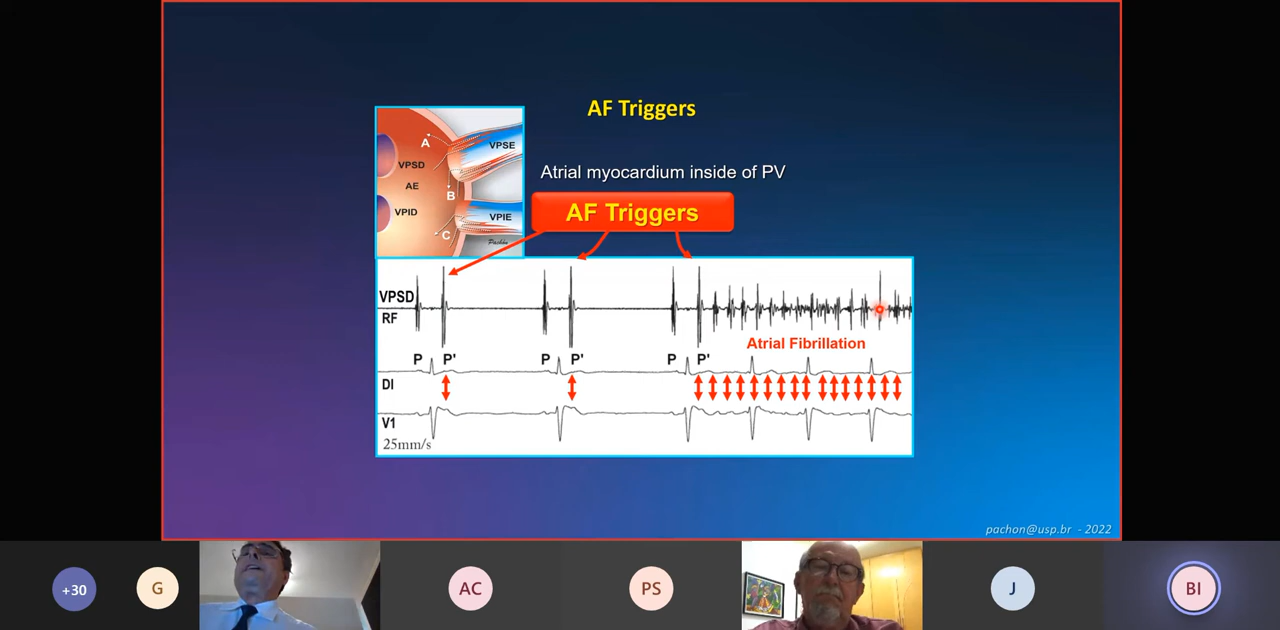 AF Triggers
A
VPSE
VPSD
AE
B
VPID
VPIE
C
Pachón
Atrial myocardium inside of PV
AF Triggers
VPSD
RF
Atrial Fibrillation
P P' P P' P P'
DI
V1
25mm/s
pachon@usp.br - 2022
+30
G
AC
PS
J
BI